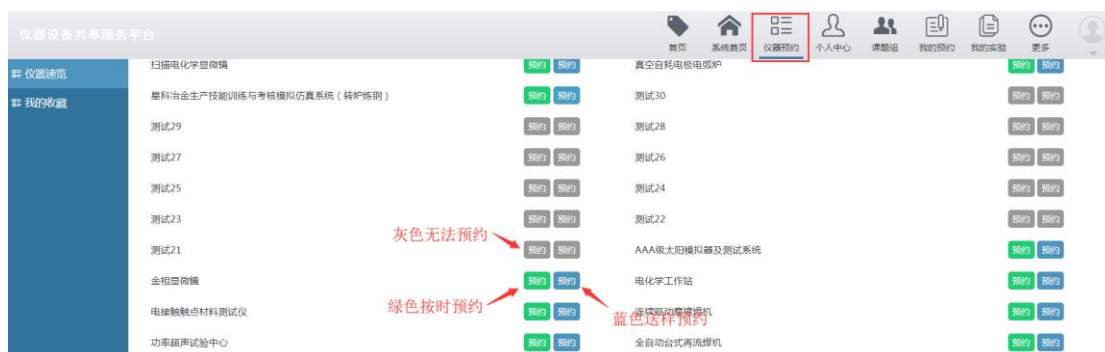 仪器设备共享服务平台
首页 系统首页 仪器预约 个人中心 课题组 我的预约 我的实验 更多
仪器速览
我的收藏
扫描电化学显微镜 预约 预约 真空自耗电极电弧炉 预约 预约
星科冶金生产技能训练与考核模拟仿真系统（转炉炼钢） 预约 预约 测试30 预约 预约
测试29 预约 预约 测试28 预约 预约
测试27 预约 预约 测试26 预约 预约
测试25 预约 预约 测试24 预约 预约
测试23 预约 预约 测试22 预约 预约
灰色无法预约
测试21 预约 预约 AAA级太阳模拟器及测试系统 预约 预约
金相显微镜 预约 预约 电化学工作站 预约 预约
绿色按时预约
蓝色送样预约
电接触触点材料测试仪 预约 预约 连续驱动摩擦焊机 预约 预约
功率超声试验中心 预约 预约 全自动台式再流焊机 预约 预约